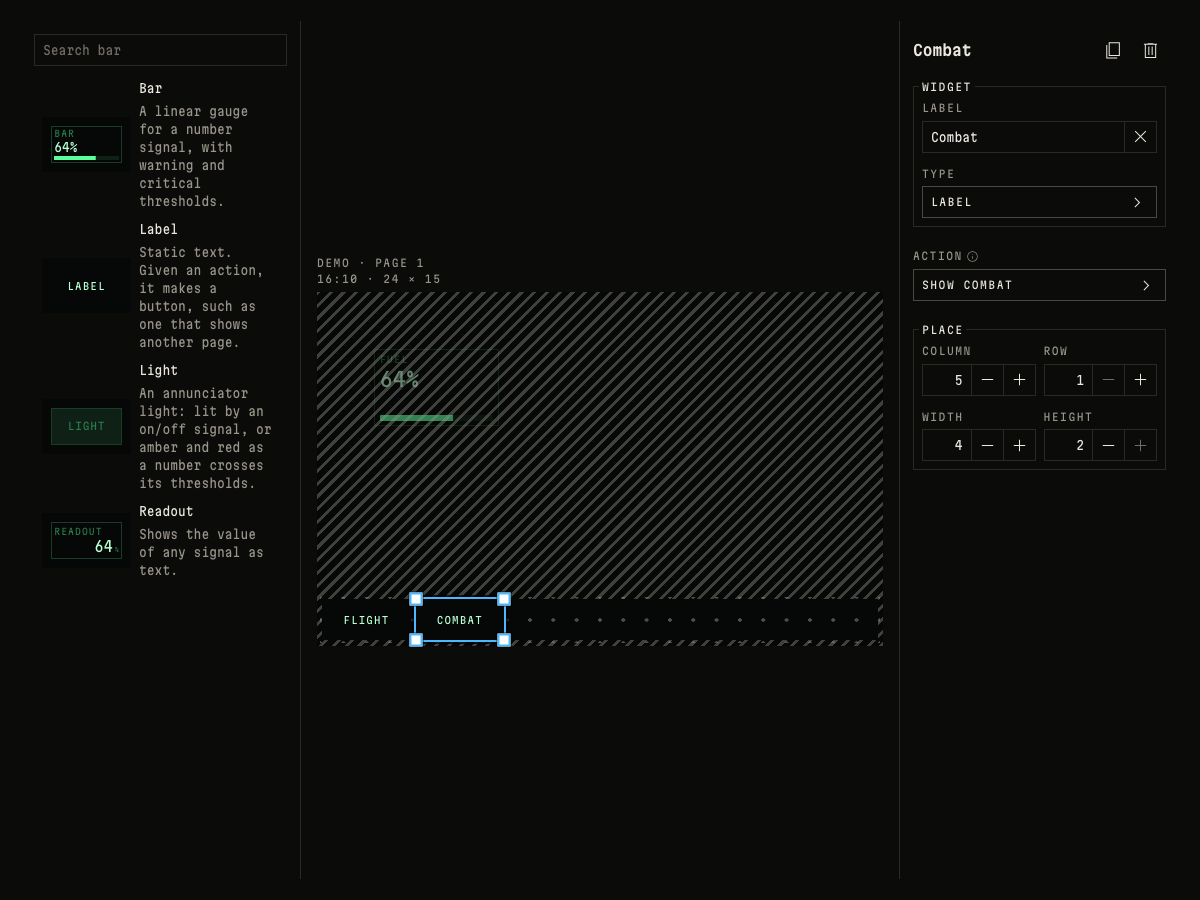 Search bar
Bar
BAR
64%
A linear gauge
for a number
signal, with
warning and
critical
thresholds.
Label
LABEL
Static text.
Given an action,
it makes a
button, such as
one that shows
another page.
Light
LIGHT
An annunciator
light: lit by an
on/off signal, or
amber and red as
a number crosses
its thresholds.
Readout
READOUT
64%
Shows the value
of any signal as
text.
DEMO · PAGE 1
16:10 · 24 × 15
FUEL
64%
FLIGHT
COMBAT
Combat
WIDGET
LABEL
Combat
TYPE
LABEL
ACTION
SHOW COMBAT
PLACE
COLUMN ROW
5 1
WIDTH HEIGHT
4 2